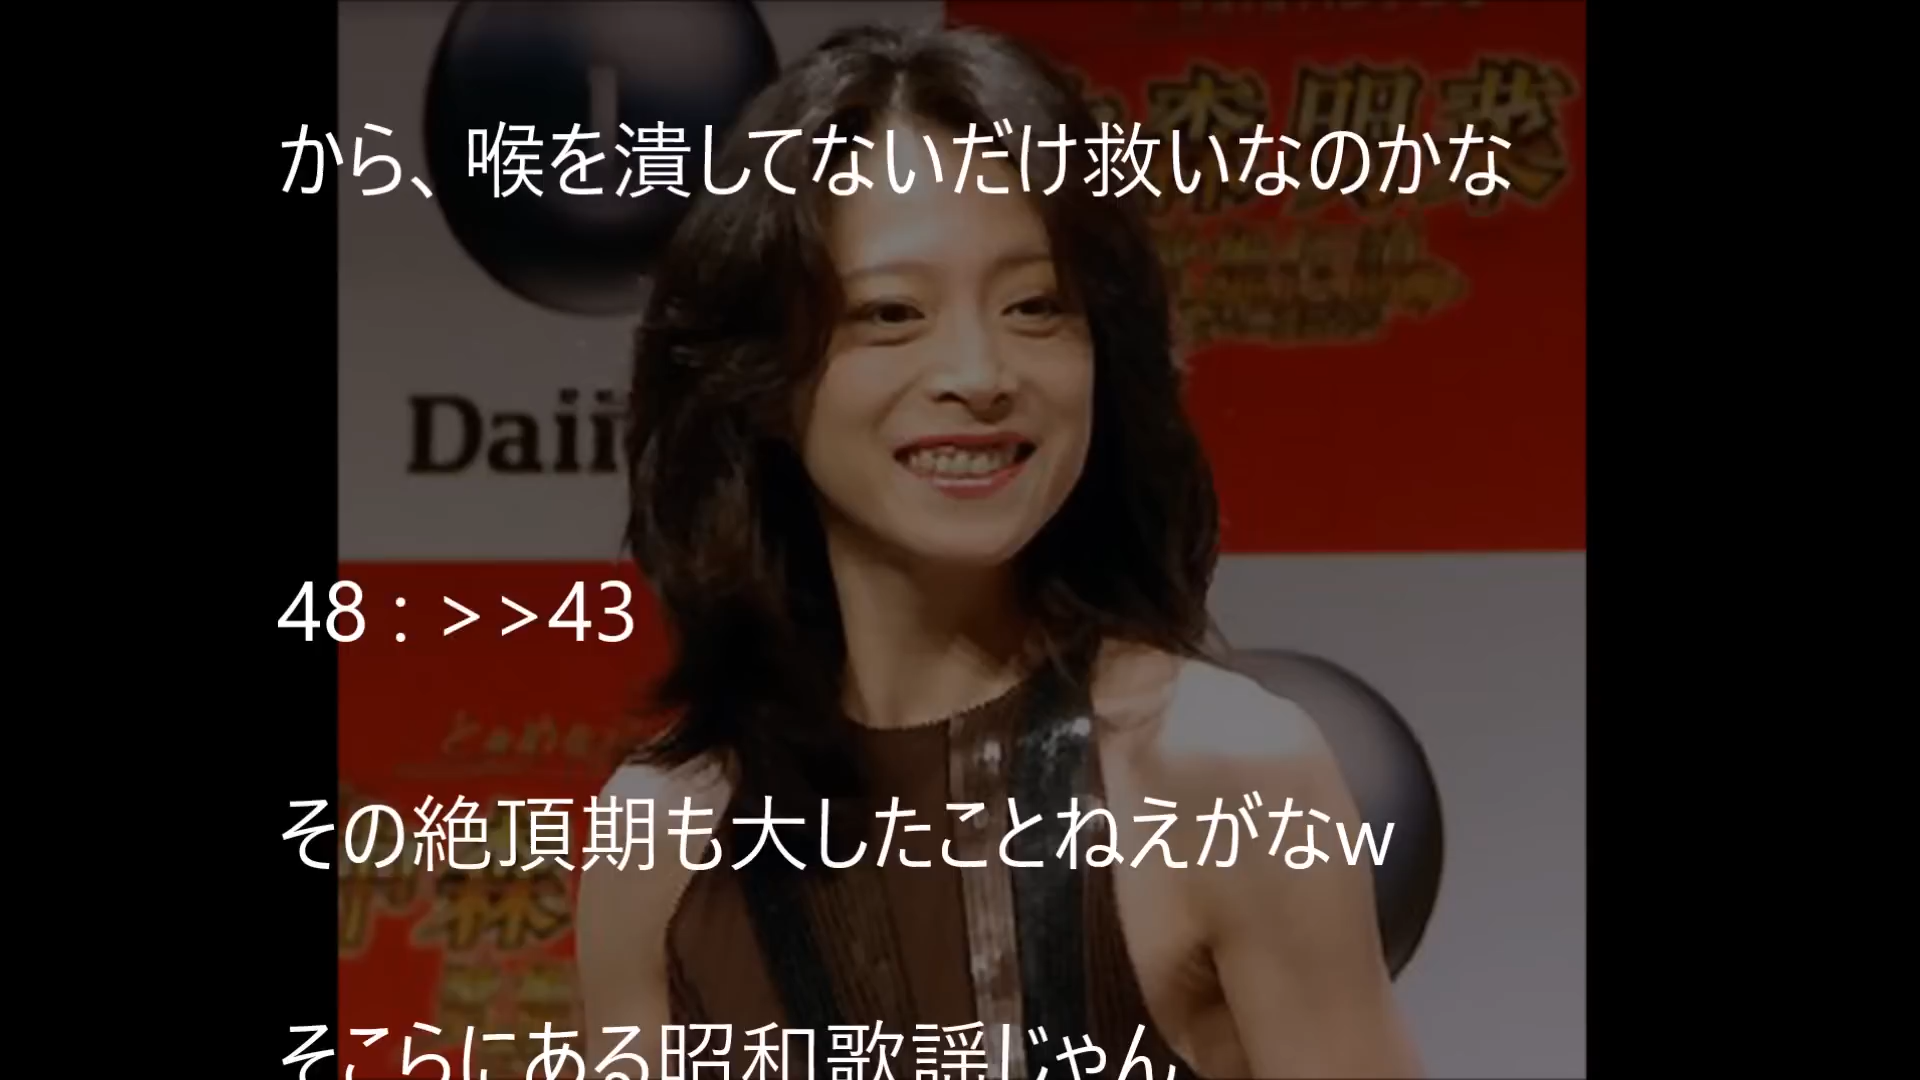 から、喉を潰してないだけ救いなのかな
Daii
48：>>43
その絶頂期も大したことねえがなw
そこらにある昭和歌謡じゃん